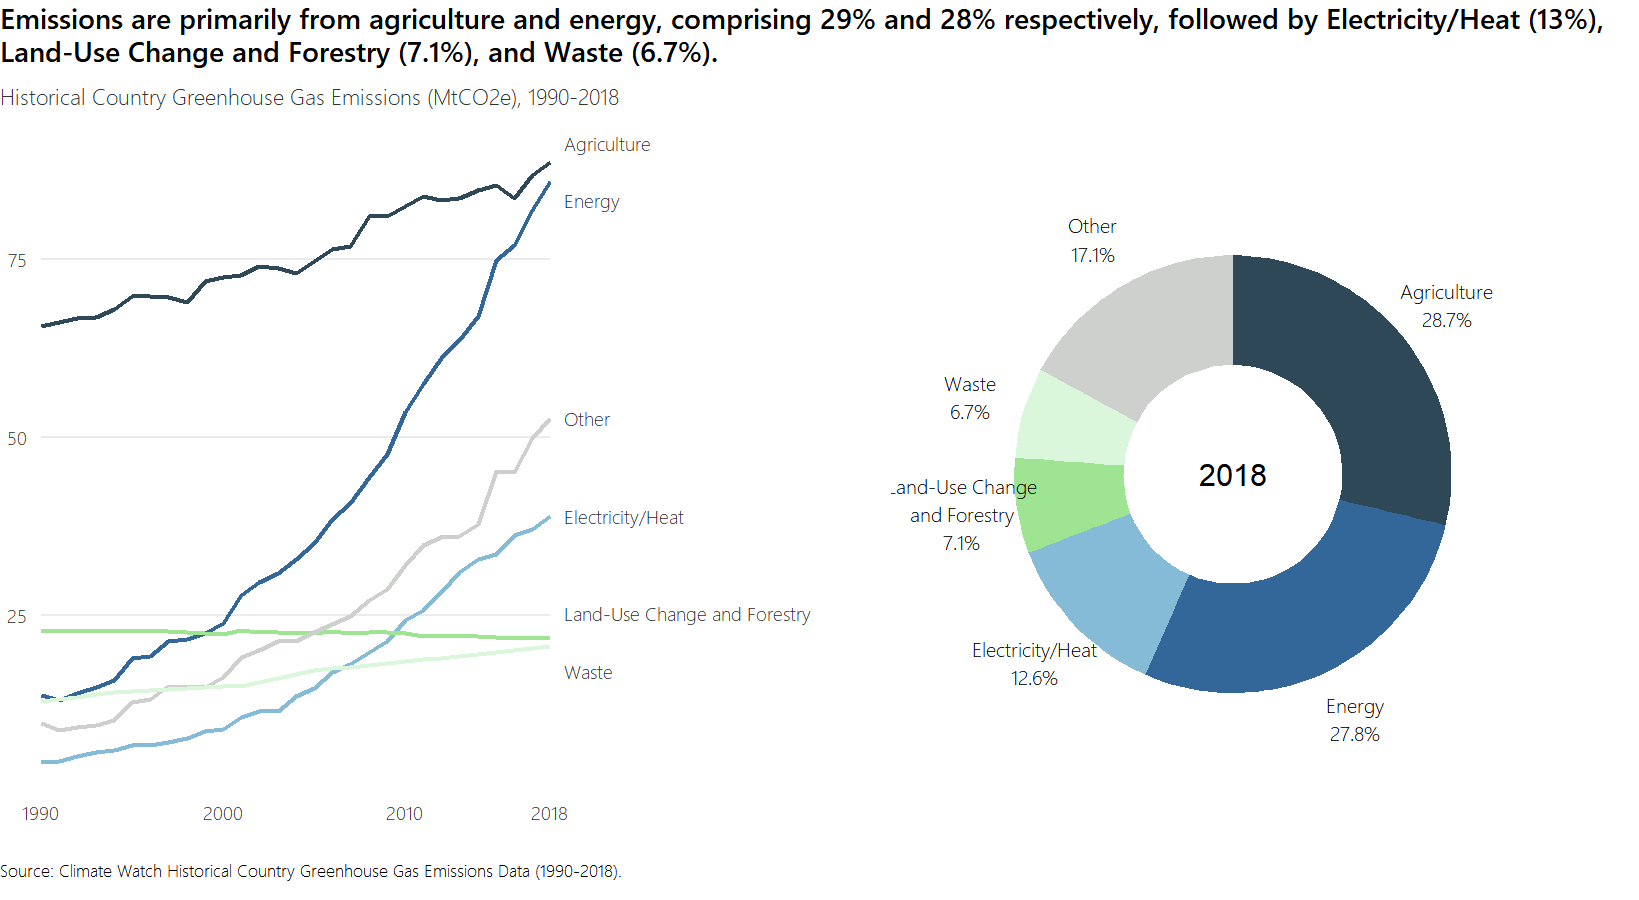 Emissions are primarily from agriculture and energy, comprising 29% and 28% respectively, followed by Electricity/Heat (13%),
Land-Use Change and Forestry (7.1%), and Waste (6.7%).
Historical Country Greenhouse Gas Emissions (MtCO2e), 1990-2018
Agriculture
Energy
Other
Electricity/Heat
Land-Use Change and Forestry
Waste
75
50
25
1990
2000
2010
2018
Other
17.1%
Agriculture
28.7%
Waste
6.7%
Land-Use Change
and Forestry
7.1%
2018
Electricity/Heat
12.6%
Energy
27.8%
Source: Climate Watch Historical Country Greenhouse Gas Emissions Data (1990-2018).